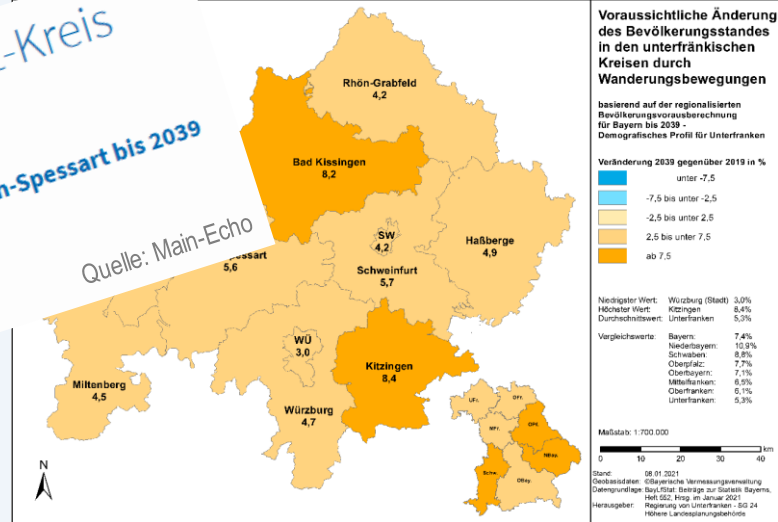 -Kreis
n-Spessart bis 2039
Quelle: Main-Echo
Rhön-Grabfeld
4,2
Bad Kissingen
8,2
5,6
SW
4,2
Schweinfurt
5,7
Haßberge
4,9
WÜ
3,0
Kitzingen
8,4
Miltenberg
4,5
Würzburg
4,7
N
UFr.
OFr.
MFr.
OPf.
NBay.
Schw.
OBay.
Voraussichtliche Änderung
des Bevölkerungsstandes
in den unterfränkischen
Kreisen durch
Wanderungsbewegungen
basierend auf der regionalisierten
Bevölkerungsvorausberechnung
für Bayern bis 2039 -
Demografisches Profil für Unterfranken
Veränderung 2039 gegenüber 2019 in %
unter -7,5
-7,5 bis unter -2,5
-2,5 bis unter 2,5
2,5 bis unter 7,5
ab 7,5
Niedrigster Wert: Würzburg (Stadt) 3,0%
Höchster Wert: Kitzingen 8,4%
Durchschnittswert: Unterfranken 5,3%
Vergleichswerte: Bayern: 7,4%
Niederbayern: 10,9%
Schwaben: 8,8%
Oberpfalz: 7,7%
Oberbayern: 7,1%
Mittelfranken: 6,5%
Oberfranken: 6,1%
Unterfranken: 5,3%
Maßstab: 1:700.000
km
0 10 20 30 40
Stand: 08.01.2021
Geobasisdaten: ©Bayerische Vermessungsverwaltung
Datengrundlage: BayLfStat: Beiträge zur Statistik Bayerns,
Heft 552, Hrsg. im Januar 2021
Herausgeber: Regierung von Unterfranken - SG 24
Höhere Landesplanungsbehörde